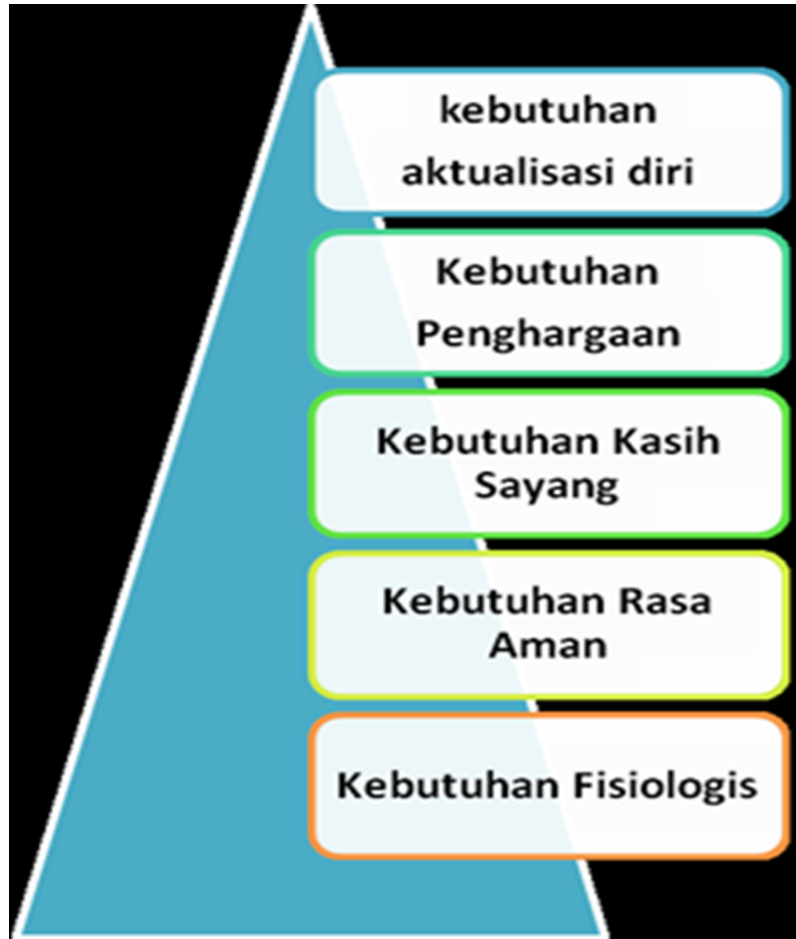 kebutuhan
aktualisasi diri
Kebutuhan
Penghargaan
Kebutuhan Kasih
Sayang
Kebutuhan Rasa
Aman
Kebutuhan Fisiologis